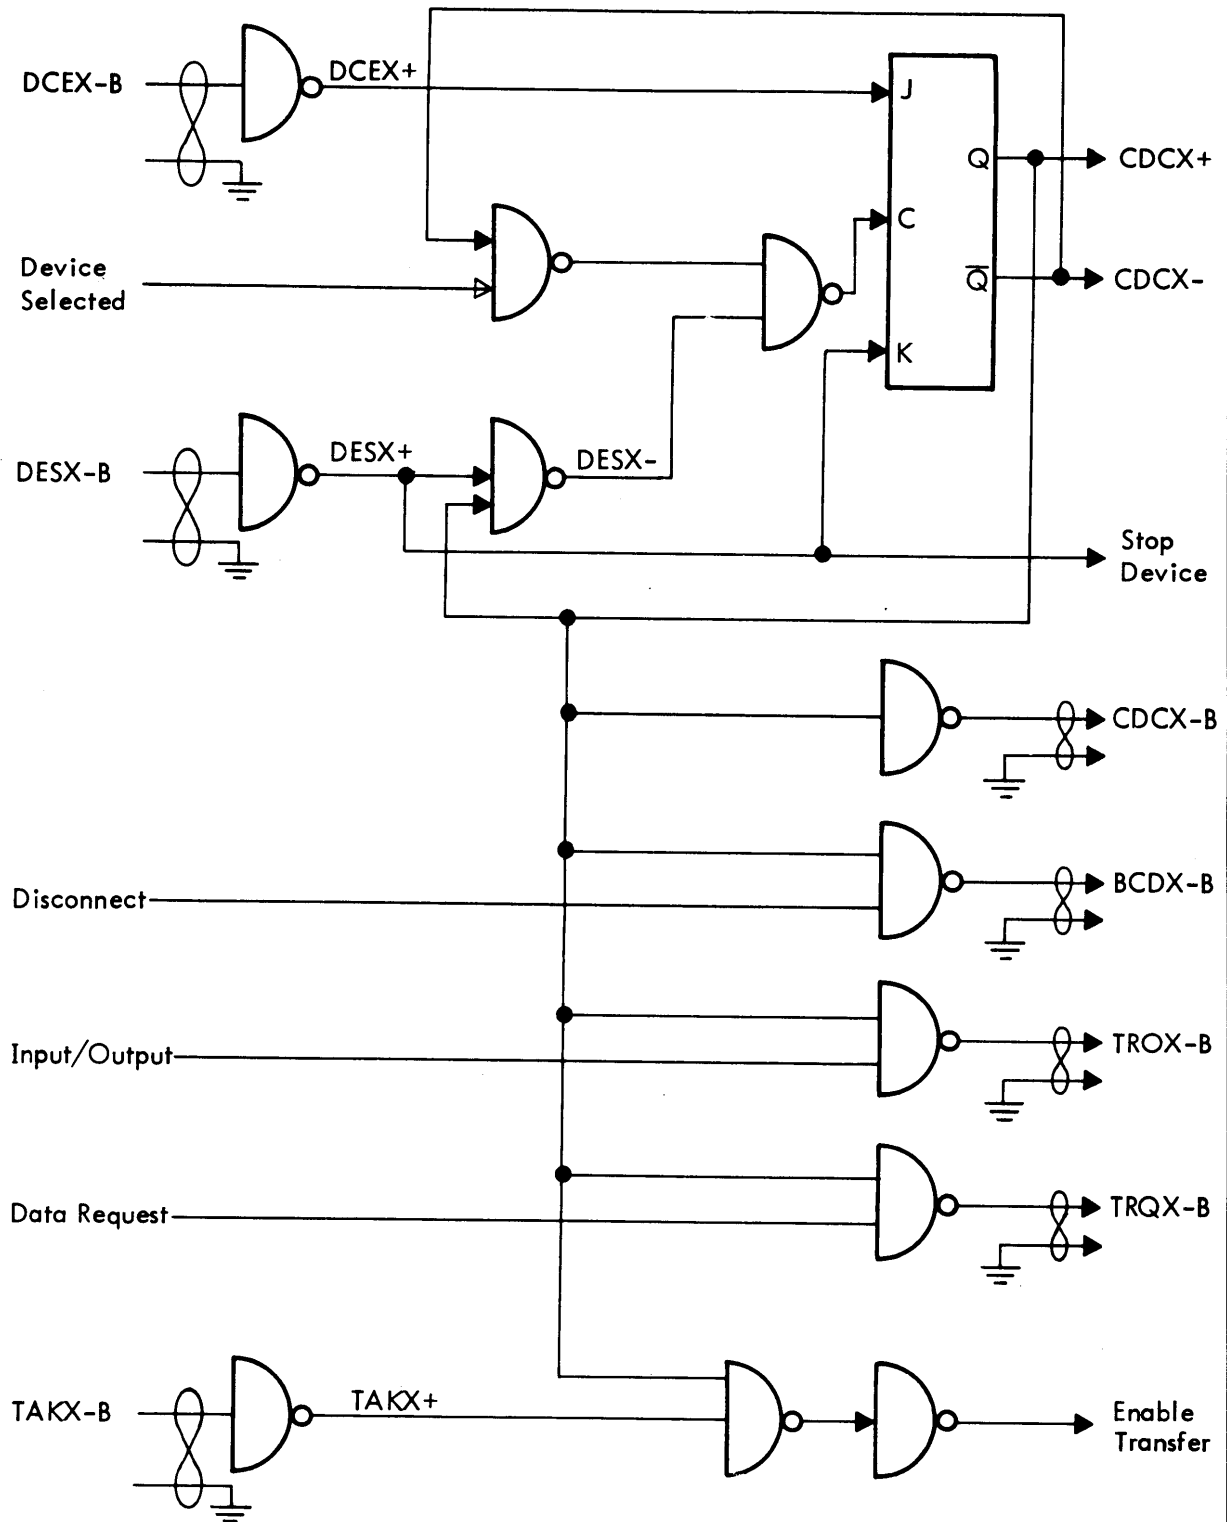 DCEX-B
DCEX+
J
Q
CDCX+
C
Device
Selected
Q
CDCX-
K
DESX-B
DESX+
DESX-
Stop
Device
CDCX-B
Disconnect
BCDX-B
Input/Output
TROX-B
Data Request
TRQX-B
TAKX-B
TAKX+
Enable
Transfer